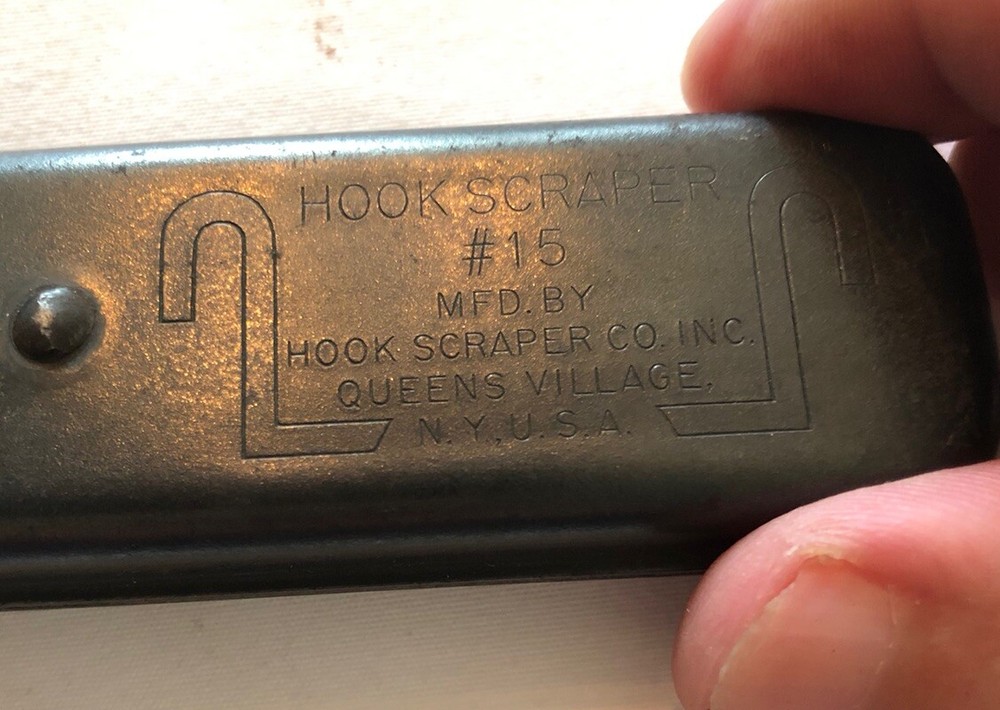 HOOK SCRAPER
#15
MFD. BY
HOOK SCRAPER CO. INC.
QUEENS VILLAGE,
N.Y., U.S.A.